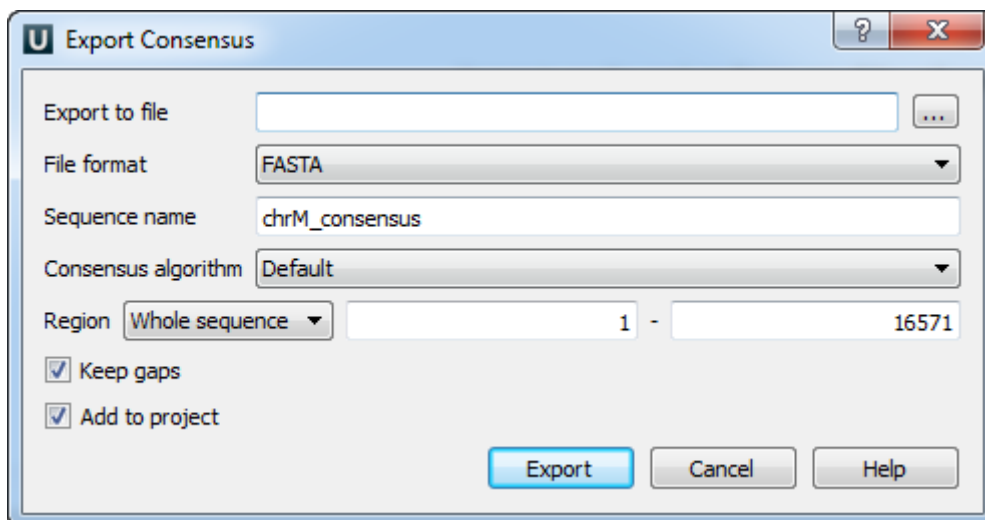 U Export Consensus ? X
Export to file ...
File format FASTA
Sequence name chrM_consensus
Consensus algorithm Default
Region Whole sequence 1 - 16571
Keep gaps
Add to project
Export Cancel Help